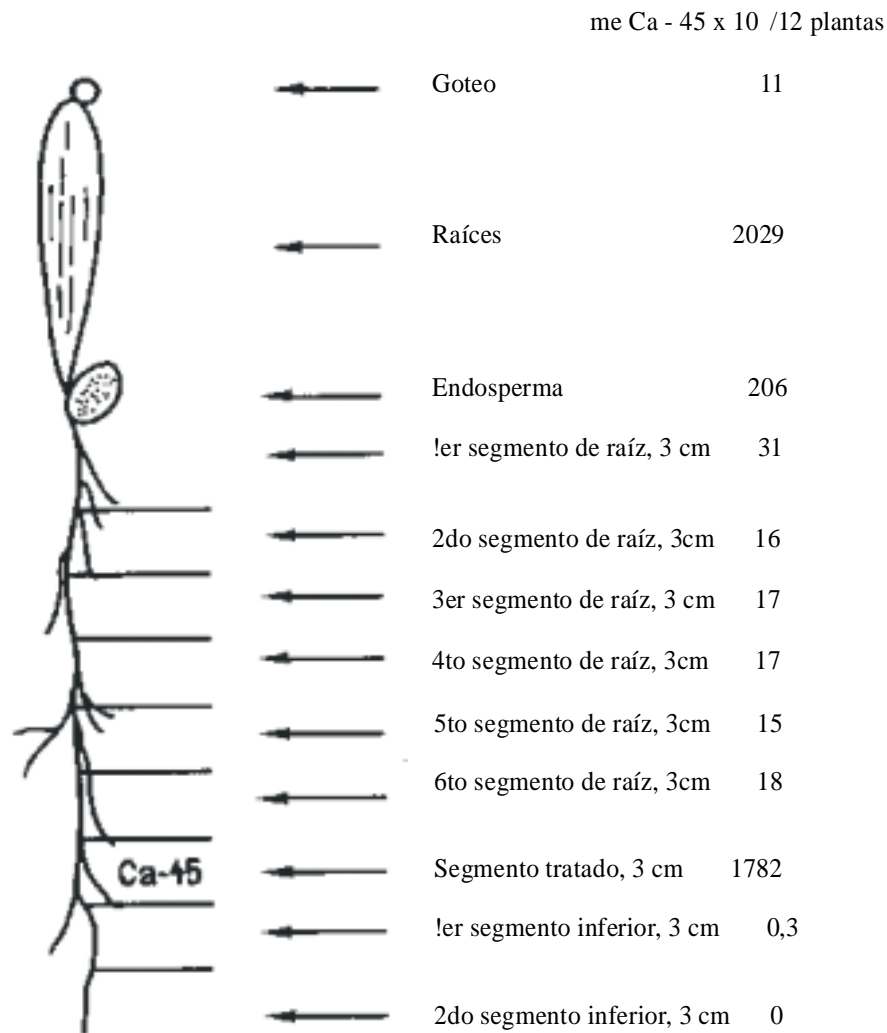 me Ca - 45 x 10 /12 plantas
Goteo 11
Raíces 2029
Endosperma 206
!er segmento de raíz, 3 cm 31
2do segmento de raíz, 3cm 16
3er segmento de raíz, 3 cm 17
4to segmento de raíz, 3cm 17
5to segmento de raíz, 3cm 15
6to segmento de raíz, 3cm 18
Ca-45 Segmento tratado, 3 cm 1782
!er segmento inferior, 3 cm 0,3
2do segmento inferior, 3 cm 0